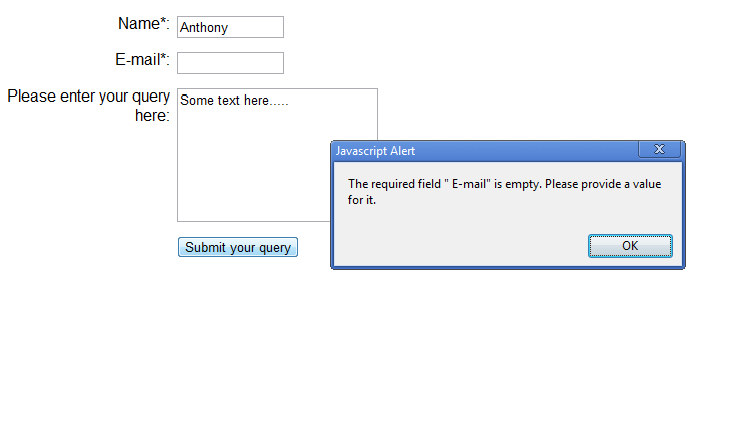 Name*:
Anthony
E-mail*:
Please enter your query
here:
Some text here.....
Javascript Alert
The required field " E-mail" is empty. Please provide a value
for it.
OK
Submit your query